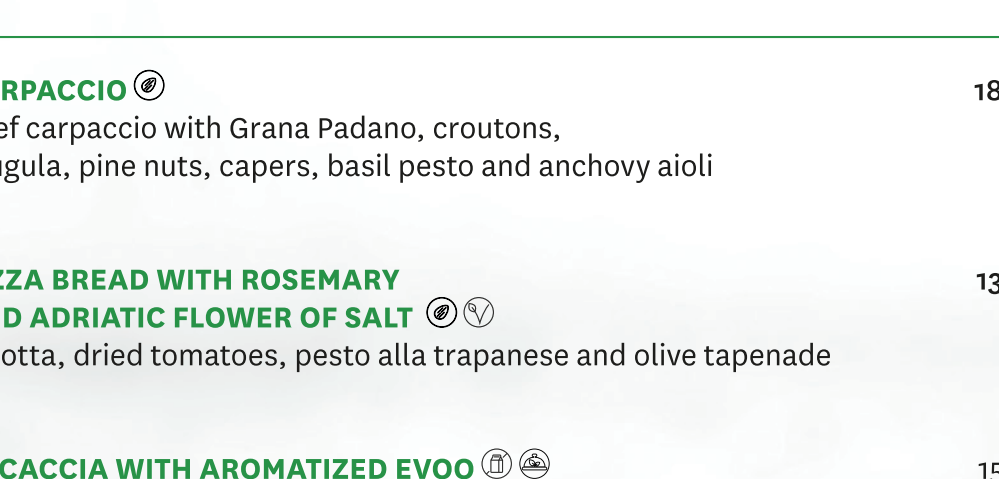 RPACCIO 18
ef carpaccio with Grana Padano, croutons,
gula, pine nuts, capers, basil pesto and anchovy aioli
ZZA BREAD WITH ROSEMARY 13
D ADRIATIC FLOWER OF SALT
otta, dried tomatoes, pesto alla trapanese and olive tapenade
CACCIA WITH AROMATIZED EVOO 15